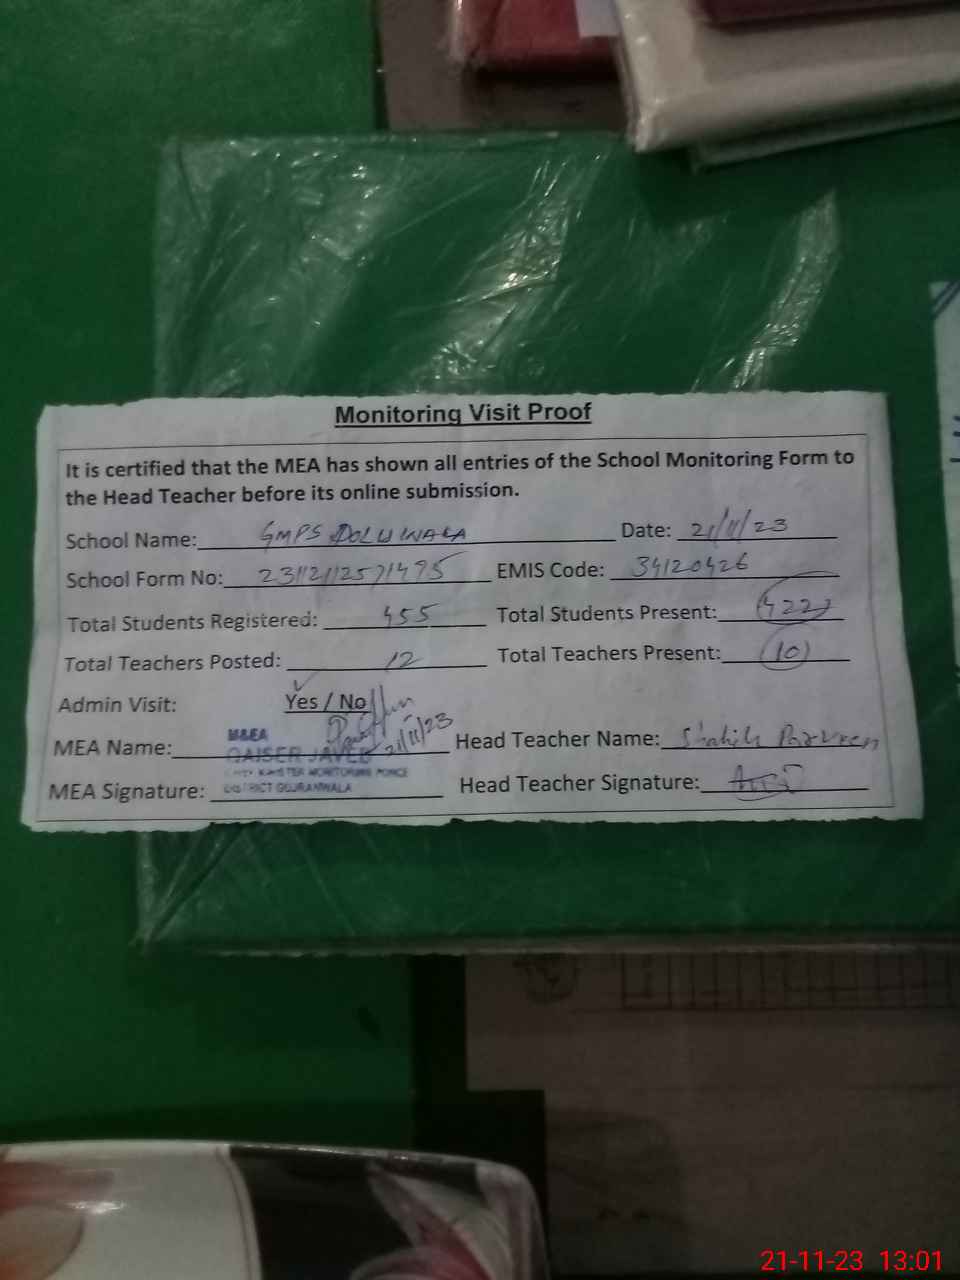 Monitoring Visit Proof
It is certified that the MEA has shown all entries of the School Monitoring Form to
the Head Teacher before its online submission.
School Name: GMPS DOLUWALA Date: 21/11/23
School Form No: EMIS Code: 34120426
Total Students Registered: 455 Total Students Present: 422
Total Teachers Posted: 12 Total Teachers Present: 10
Admin Visit: Yes / No
21/11/23
M&EA
MEA Name: QAISER JAVED Head Teacher Name: Parveen
MONITORING FORCE
MEA Signature: DISTRICT GUJRANWALA Head Teacher Signature:
21-11-23 13:01